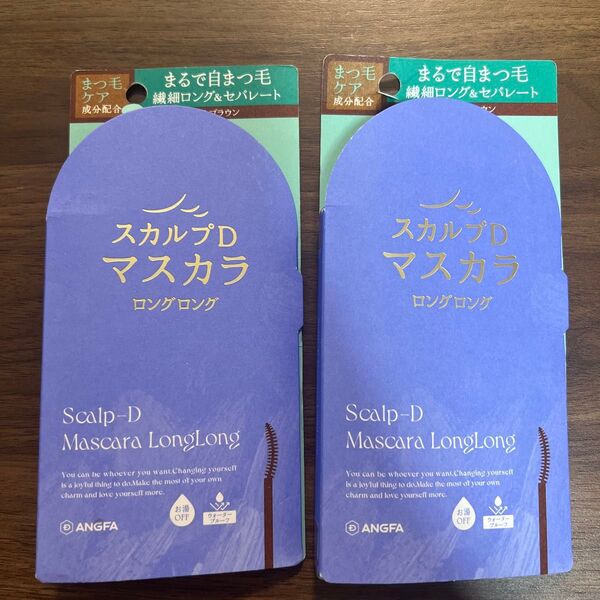 まつ毛
ケア
成分配合
まるで自まつ毛
繊細ロング&セパレート
ブラウン
スカルプD
マスカラ
ロングロング
Scalp-D
Mascara LongLong
You can be whoever you want.Changing yourself
is a joyful thing to do.Make the most of your own
charm and love yourself more.
お湯
OFF
ウォーター
プルーフ
ANGFA
まつ毛
ケア
成分配合
まるで自まつ毛
繊細ロング&セパレート
ブラウン
スカルプD
マスカラ
ロングロング
Scalp-D
Mascara LongLong
You can be whoever you want.Changing yourself
is a joyful thing to do.Make the most of your own
charm and love yourself more.
お湯
OFF
ウォーター
プルーフ
ANGFA